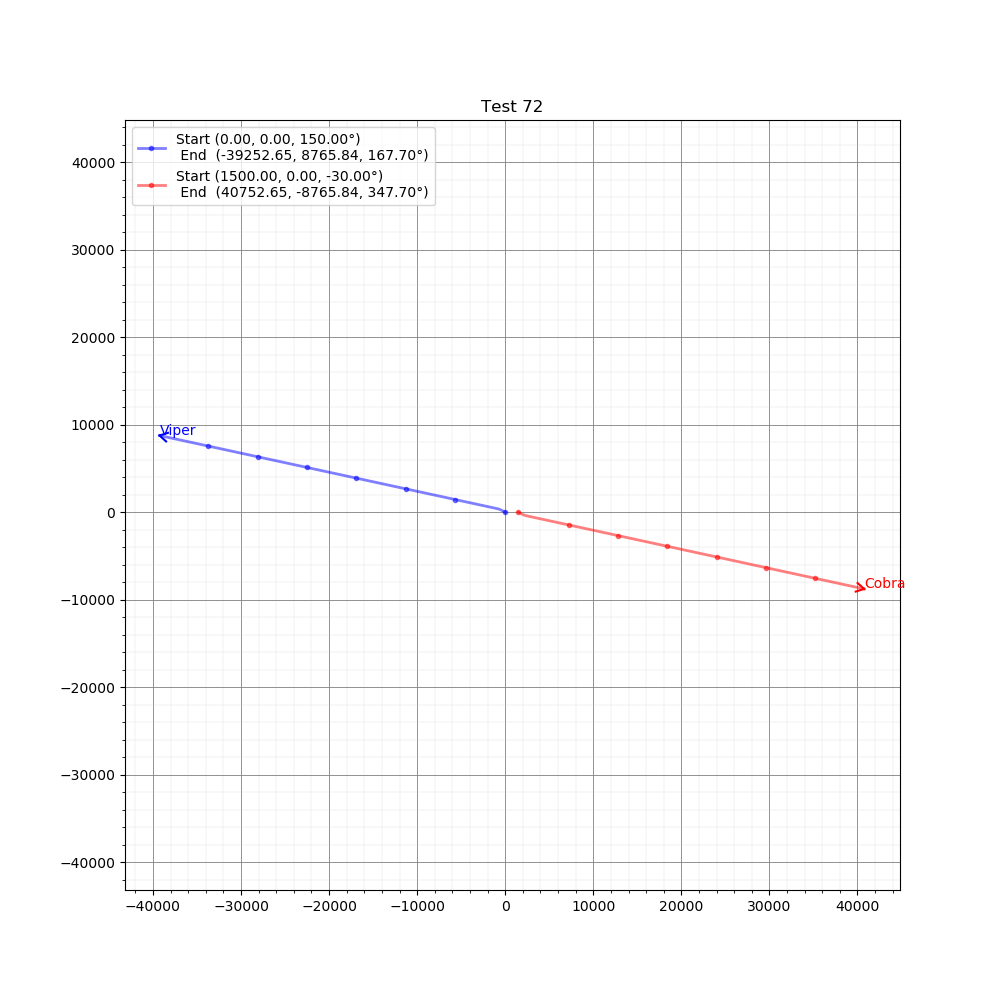 Test 72
Start (0.00, 0.00, 150.00°)
End (-39252.65, 8765.84, 167.70°)
Start (1500.00, 0.00, -30.00°)
End (40752.65, -8765.84, 347.70°)
40000
30000
20000
10000
0
−10000
−20000
−30000
−40000
Viper
Cobra
−40000 −30000 −20000 −10000 0 10000 20000 30000 40000